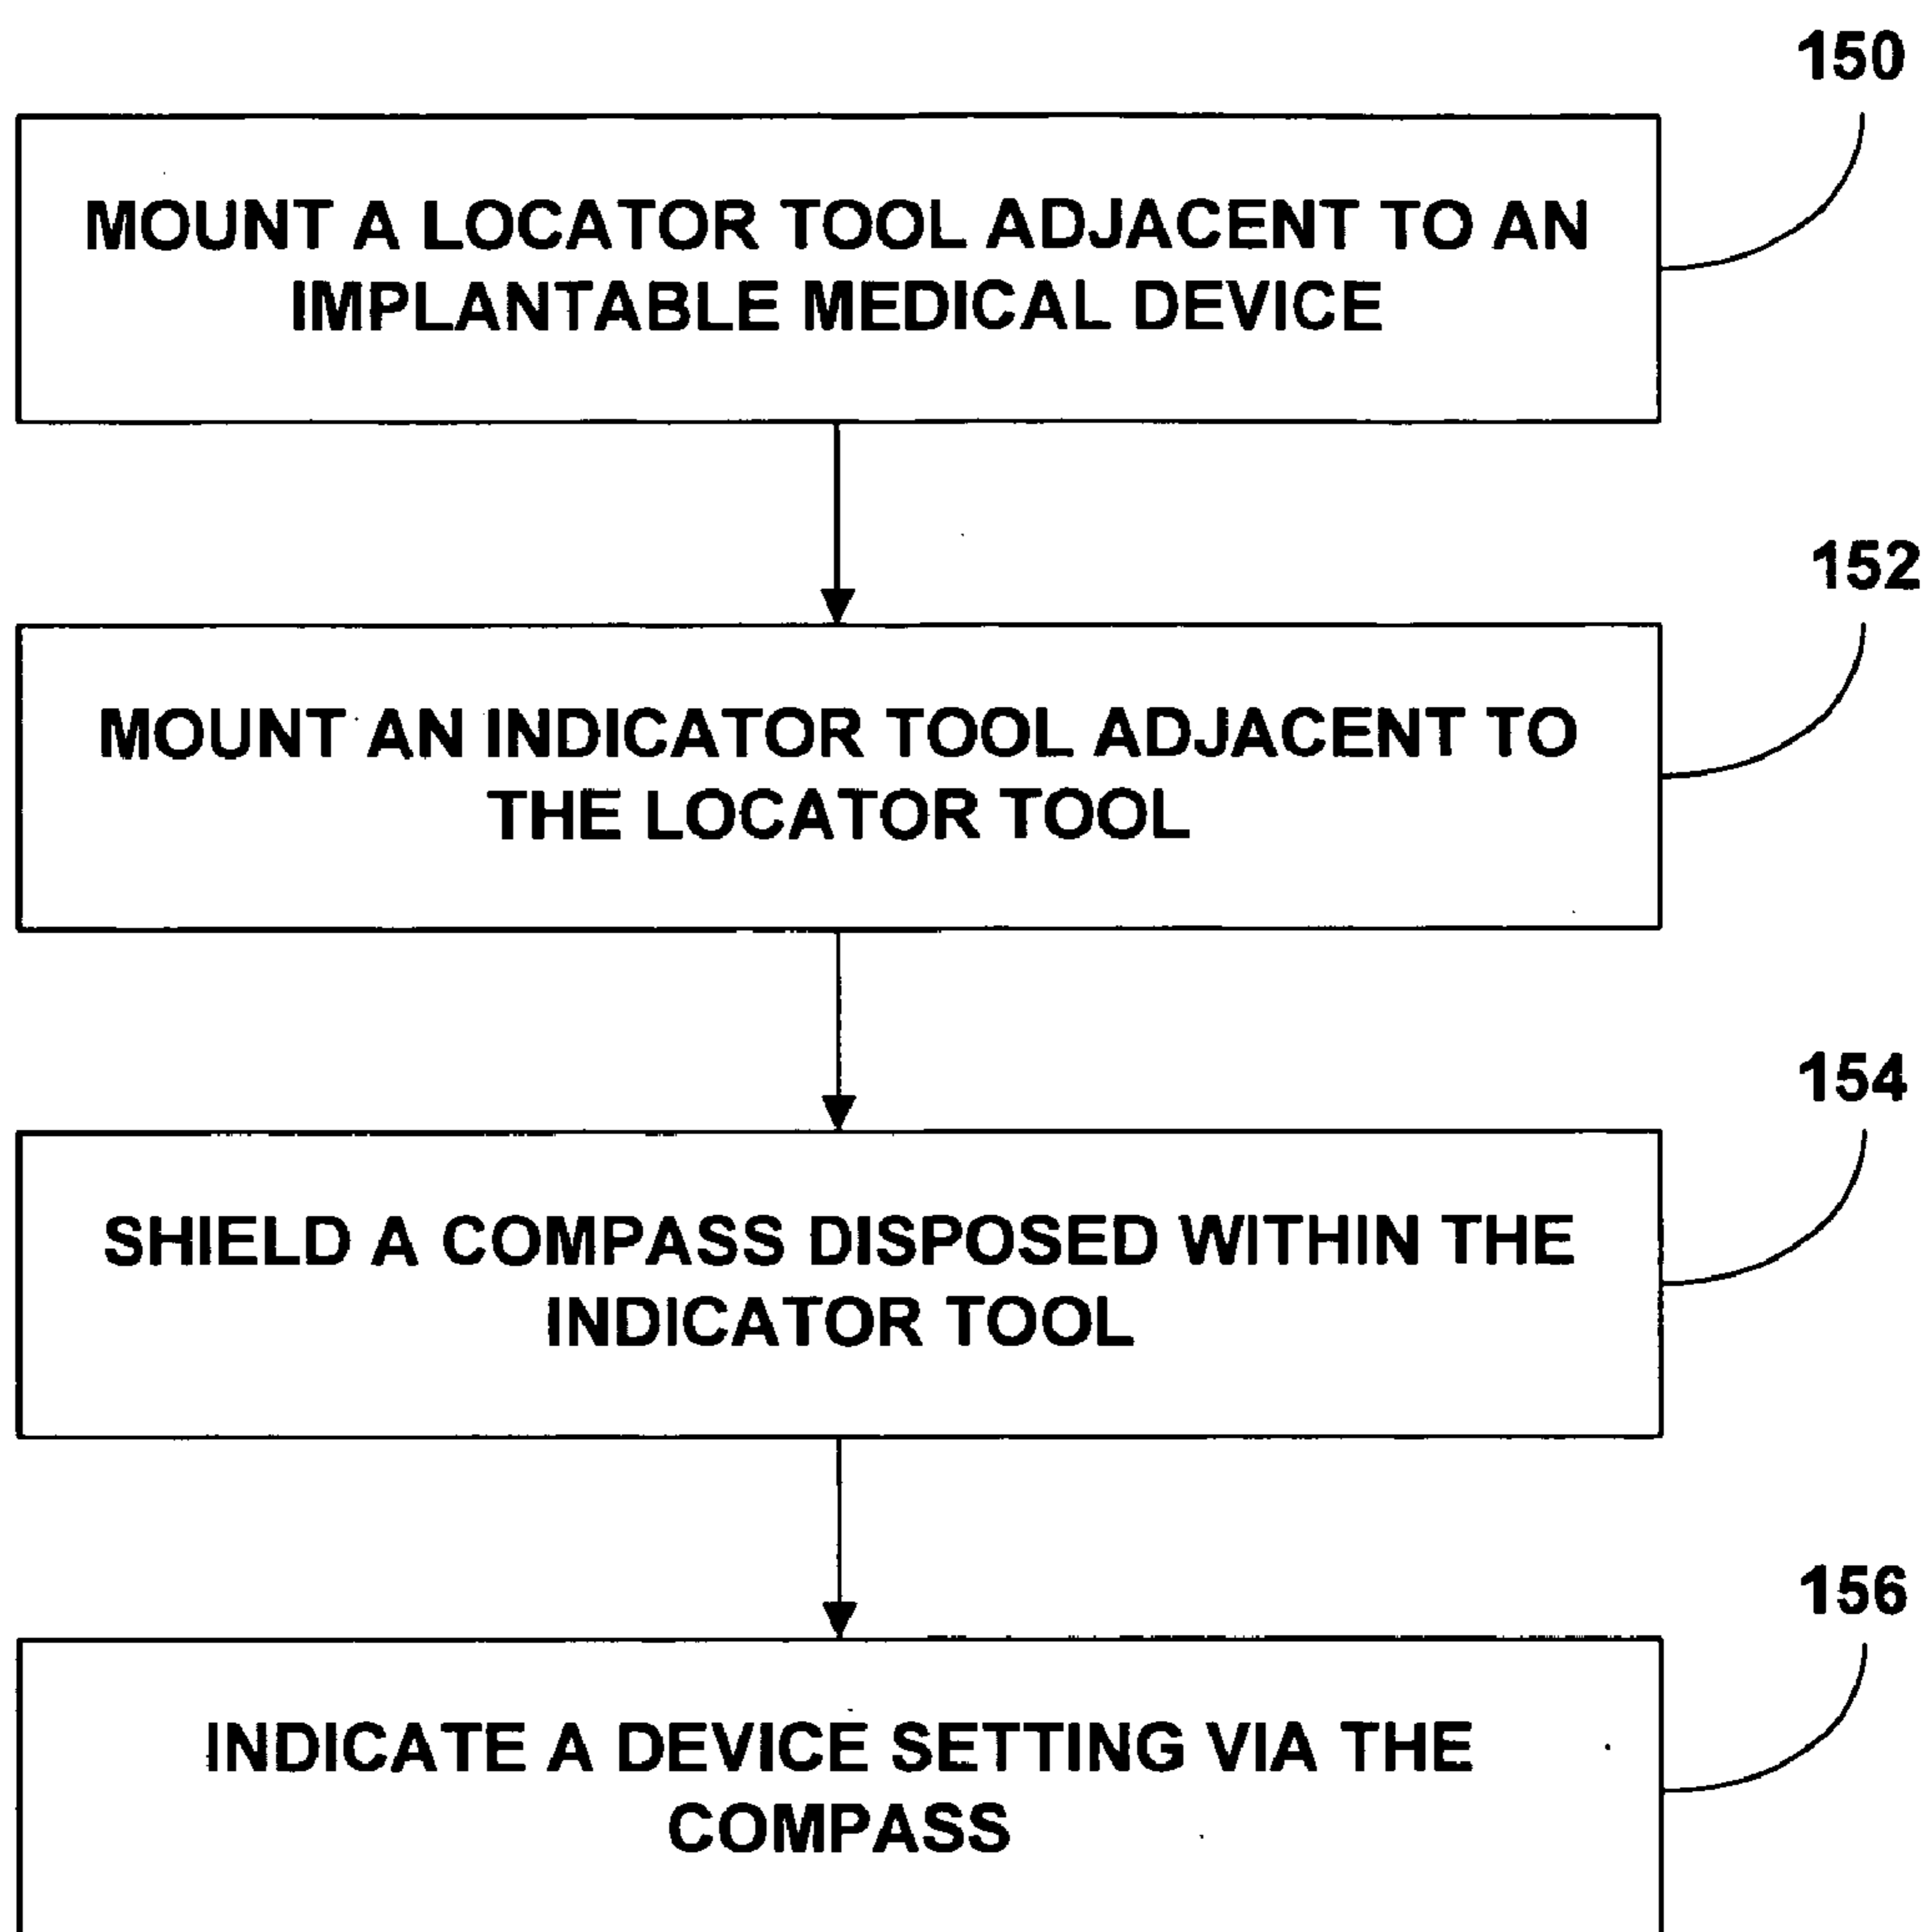 150
MOUNT A LOCATOR TOOL ADJACENT TO AN
IMPLANTABLE MEDICAL DEVICE
152
MOUNT AN INDICATOR TOOL ADJACENT TO
THE LOCATOR TOOL
154
SHIELD A COMPASS DISPOSED WITHIN THE
INDICATOR TOOL
156
INDICATE A DEVICE SETTING VIA THE
COMPASS